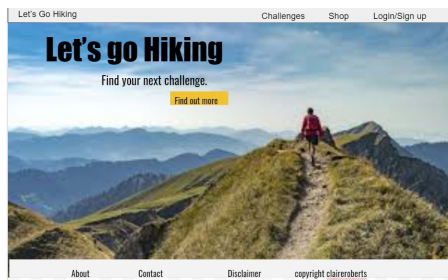 Let's Go Hiking Challenges Shop Login/Sign up
Let's go Hiking
Find your next challenge.
Find out more
About Contact Disclaimer copyright claireroberts